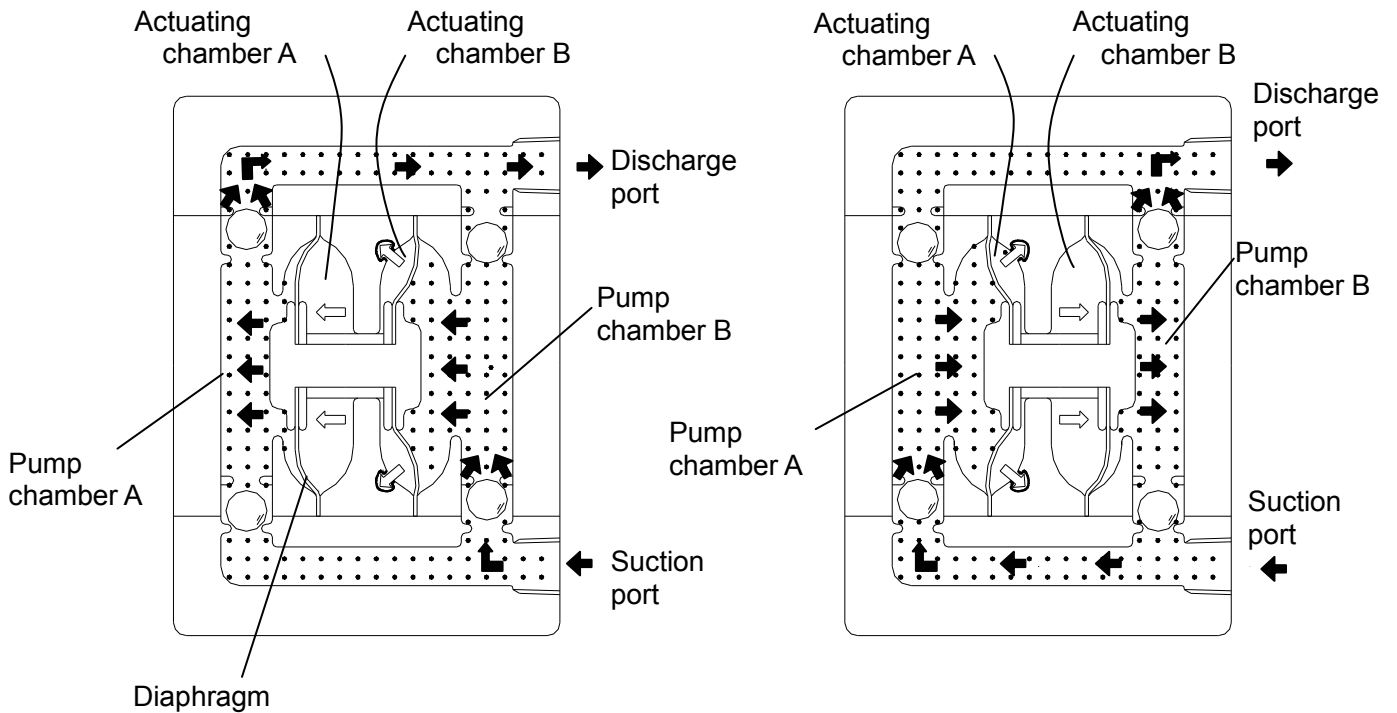 Actuating
chamber A
Actuating
chamber B
Discharge
port
Pump
chamber B
Pump
chamber A
Suction
port
Diaphragm
Actuating
chamber A
Actuating
chamber B
Discharge
port
Pump
chamber B
Pump
chamber A
Suction
port